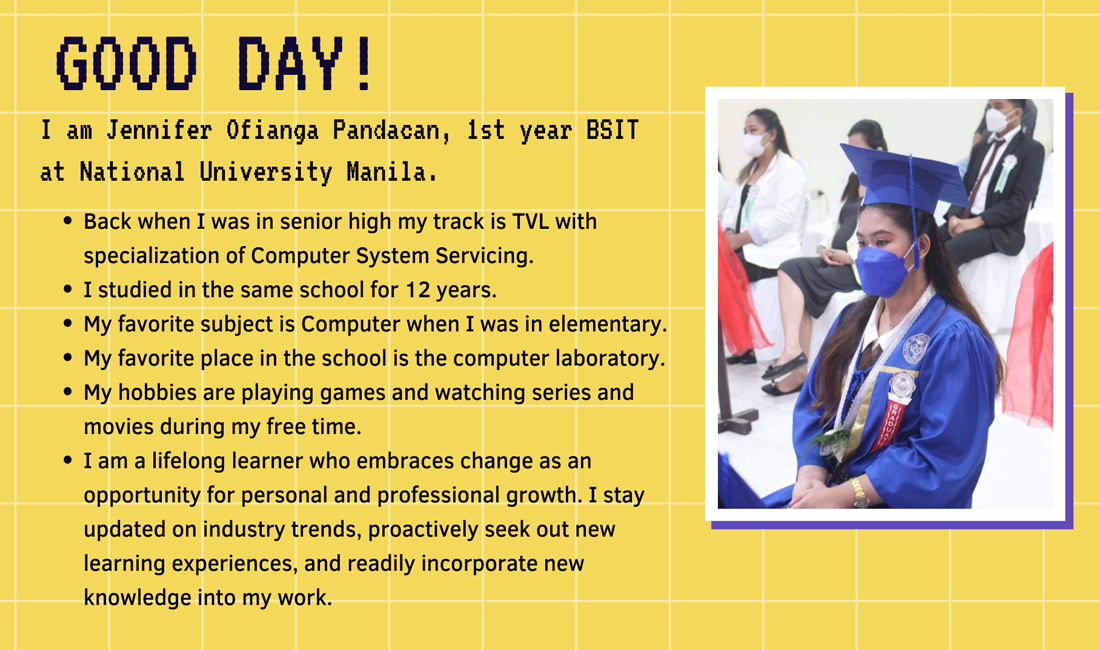 GOOD DAY!
I am Jennifer Ofianga Pandacan, 1st year BSIT
at National University Manila.
• Back when I was in senior high my track is TVL with
specialization of Computer System Servicing.
• I studied in the same school for 12 years.
• My favorite subject is Computer when I was in elementary.
• My favorite place in the school is the computer laboratory.
• My hobbies are playing games and watching series and
movies during my free time.
• I am a lifelong learner who embraces change as an
opportunity for personal and professional growth. I stay
updated on industry trends, proactively seek out new
learning experiences, and readily incorporate new
knowledge into my work.